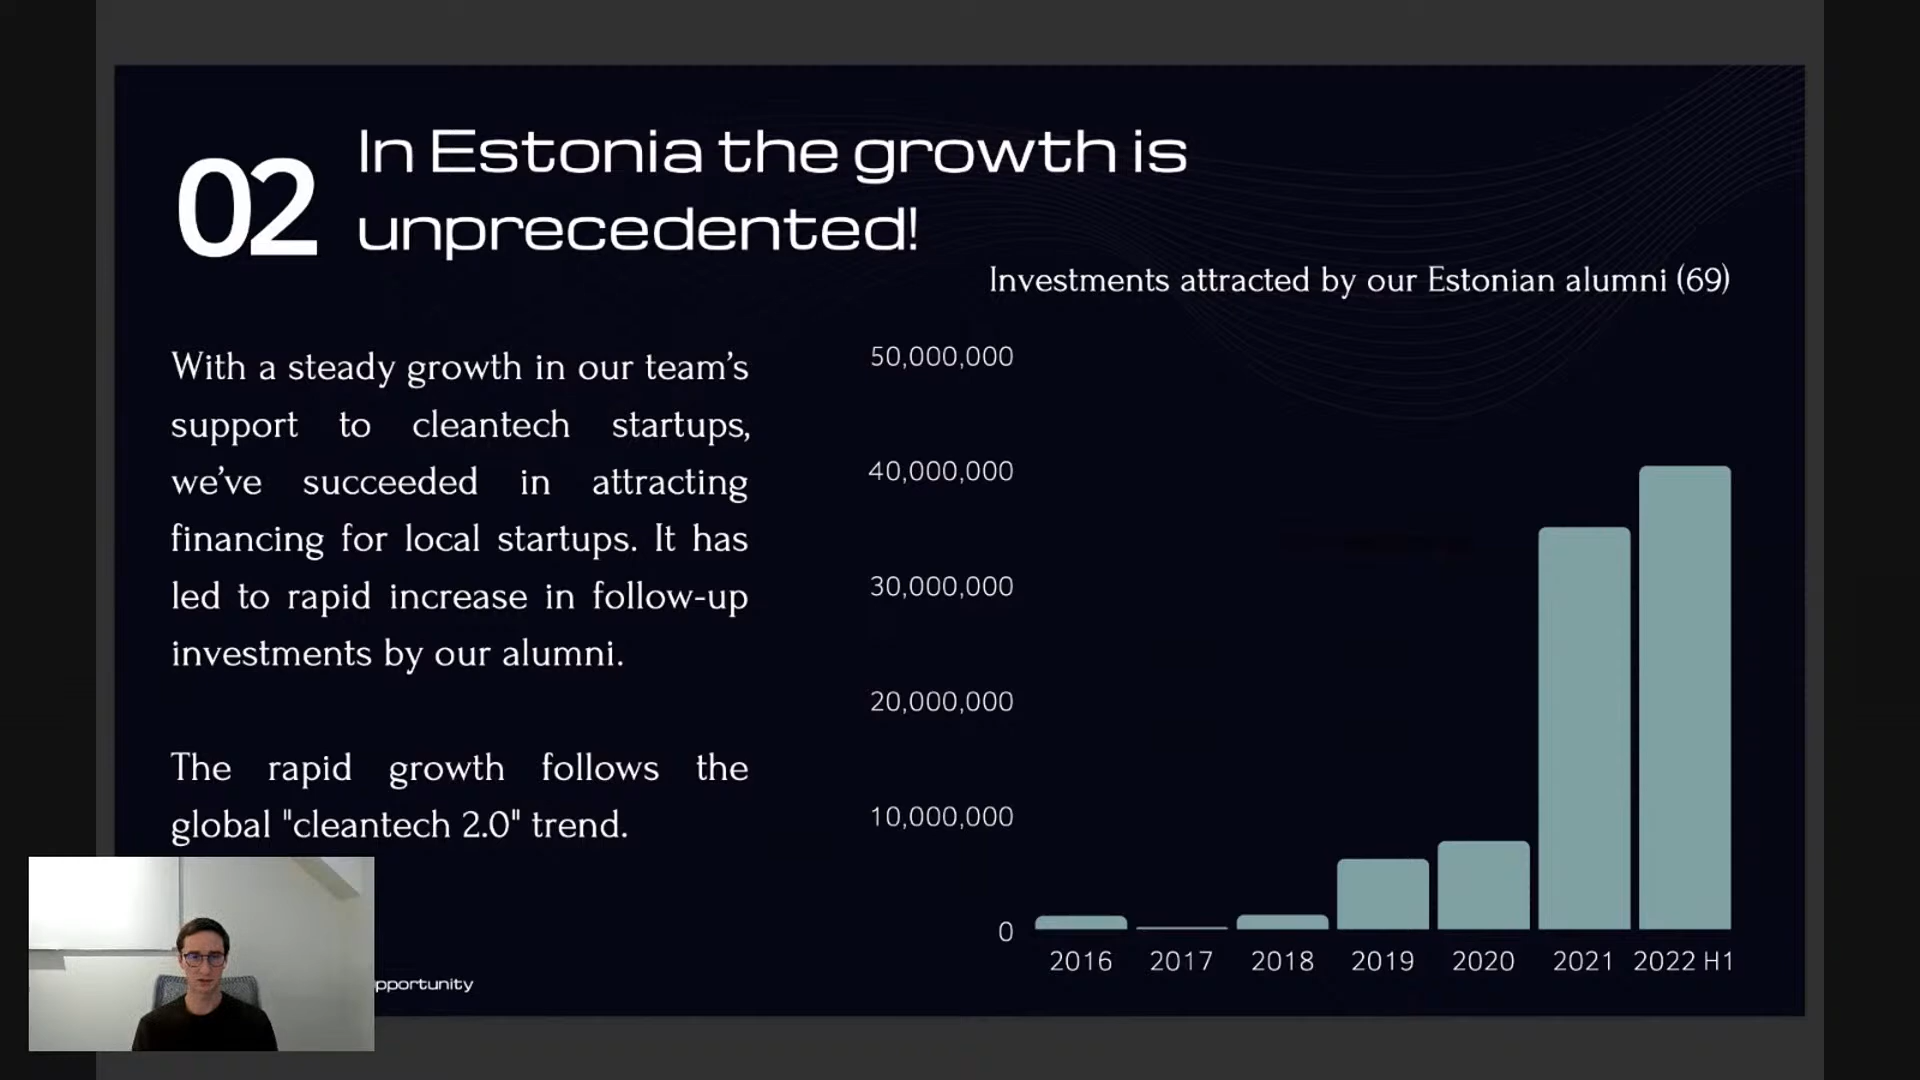 02
In Estonia the growth is
unprecedented!
Investments attracted by our Estonian alumni (69)
With a steady growth in our team’s
support to cleantech startups,
we’ve succeeded in attracting
financing for local startups. It has
led to rapid increase in follow-up
investments by our alumni.
The rapid growth follows the
global "cleantech 2.0" trend.
50,000,000
40,000,000
30,000,000
20,000,000
10,000,000
0
2016 2017 2018 2019 2020 2021 2022 H1
pportunity